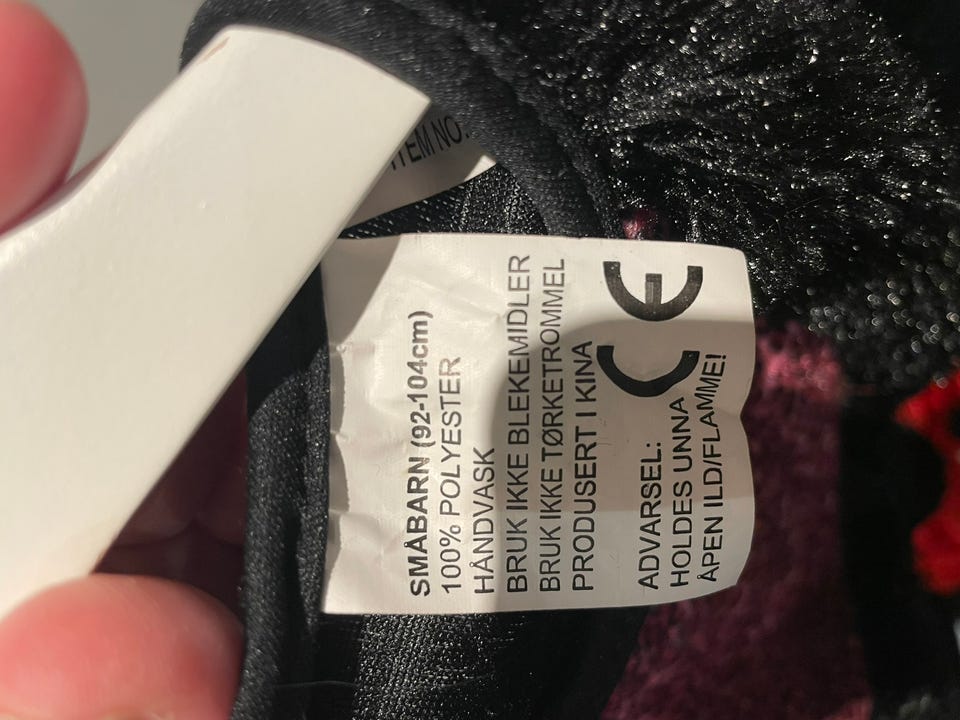 ITEM NO.
SMÅBARN (92-104cm)
100% POLYESTER
HÅNDVASK
BRUK IKKE BLEKEMIDLER
BRUK IKKE TØRKETROMMEL
PRODUSERT I KINA
CE
ADVARSEL:
HOLDES UNNA
ÅPEN ILD/FLAMME!